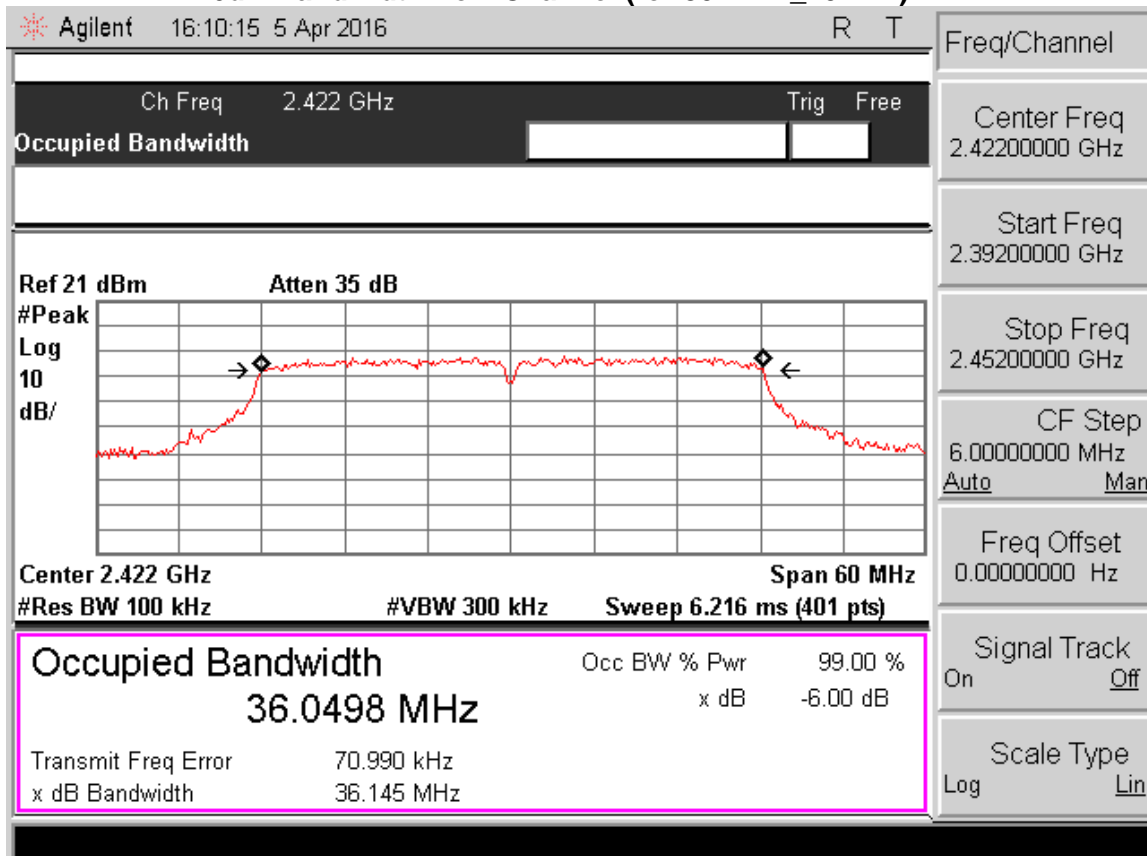 Agilent 16:10:15 5 Apr 2016 R T
Freq/Channel
Ch Freq 2.422 GHz Trig Free
Occupied Bandwidth
Center Freq
2.42200000 GHz
Start Freq
2.39200000 GHz
Stop Freq
2.45200000 GHz
CF Step
6.00000000 MHz
Auto Man
Freq Offset
0.00000000 Hz
Signal Track
On Off
Scale Type
Log Lin
Ref 21 dBm Atten 35 dB
#Peak
Log
10
dB/
Center 2.422 GHz Span 60 MHz
#Res BW 100 kHz #VBW 300 kHz Sweep 6.216 ms (401 pts)
Occupied Bandwidth
36.0498 MHz
Occ BW % Pwr 99.00 %
x dB -6.00 dB
Transmit Freq Error 70.990 kHz
x dB Bandwidth 36.145 MHz